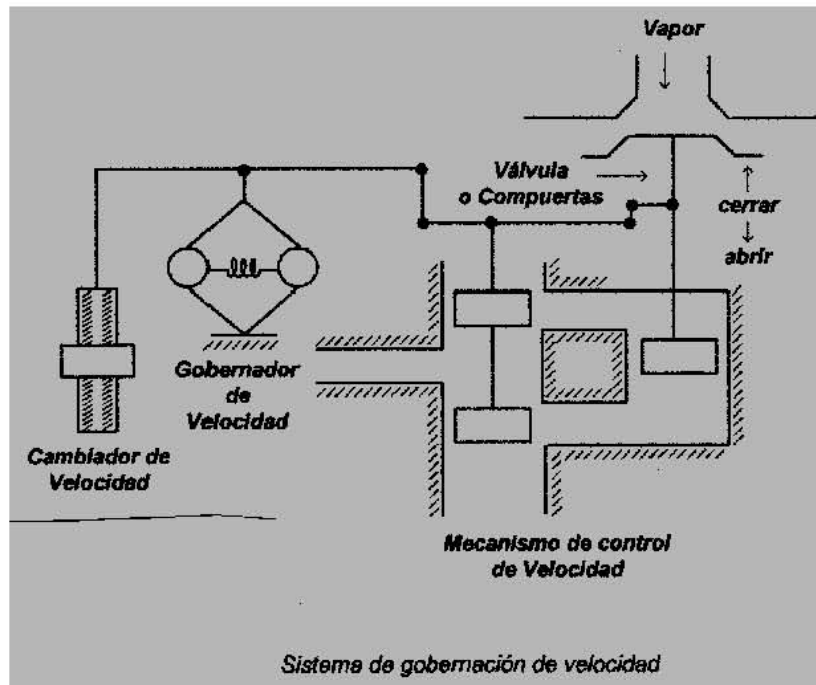 Vapor
Válvula
o Compuertas
cerrar
abrir
Gobernador
de
Velocidad
Cambiador de
Velocidad
Mecanismo de control
de Velocidad
Sistema de gobernación de velocidad